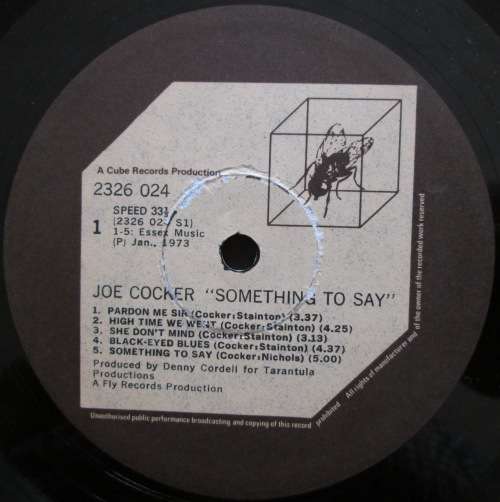 A Cube Records Production
2326 024
SPEED 33⅓
(2326 02 S1)
1
1-5: Essex Music
(P) Jan., 1973
JOE COCKER "SOMETHING TO SAY"
1. PARDON ME SIR (Cocker:Stainton) (3.37)
2. HIGH TIME WE WENT (Cocker:Stainton) (4.25)
3. SHE DON'T MIND (Cocker:Stainton) (3.13)
4. BLACK-EYED BLUES (Cocker:Stainton) (4.37)
5. SOMETHING TO SAY (Cocker:Nichols) (5.00)
Produced by Denny Cordell for Tarantula
Productions
A Fly Records Production
Unauthorised public performance broadcasting and copying of this record
prohibited All rights of manufactures and
of the owner of the recorded work reserved